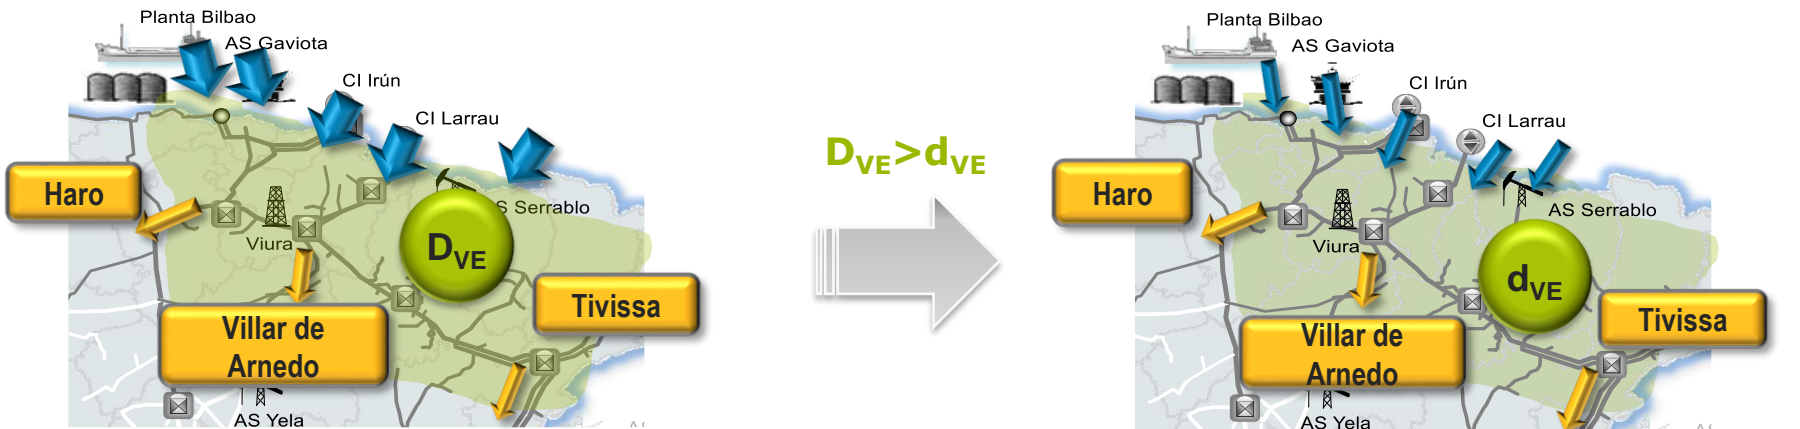 Planta Bilbao
AS Gaviota
CI Irún
CI Larrau
Haro
S Serrablo
Viura
DVE
Tivissa
Villar de
Arnedo
AS Yela
DVE>dVE
Planta Bilbao
AS Gaviota
CI Irún
CI Larrau
Haro
AS Serrablo
Viura
dVE
Tivissa
Villar de
Arnedo
AS Yela